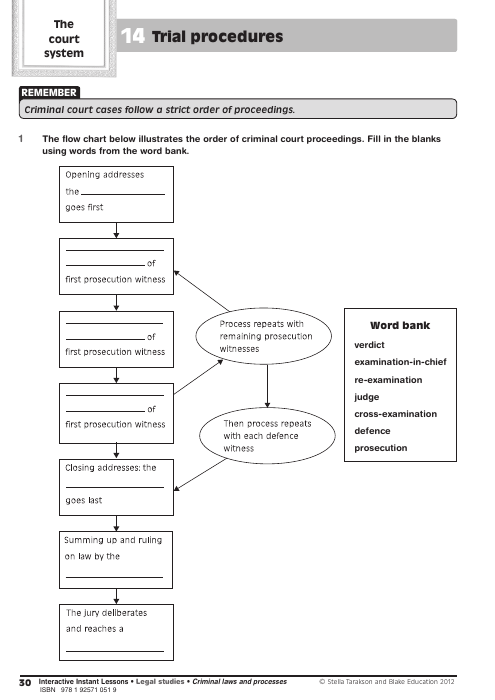 The
court
system
14 Trial procedures
REMEMBER
Criminal court cases follow a strict order of proceedings.
1 The flow chart below illustrates the order of criminal court proceedings. Fill in the blanks
using words from the word bank.
Opening addresses
the
goes first
of
first prosecution witness
of
first prosecution witness
of
first prosecution witness
Process repeats with
remaining prosecution
witnesses
Then process repeats
with each defence
witness
Closing addresses: the
goes last
Summing up and ruling
on law by the
The jury deliberates
and reaches a
Word bank
verdict
examination-in-chief
re-examination
judge
cross-examination
defence
prosecution
30 Interactive Instant Lessons • Legal studies • Criminal laws and processes
© Stella Tarakson and Blake Education 2012
ISBN 978 1 92571 051 9